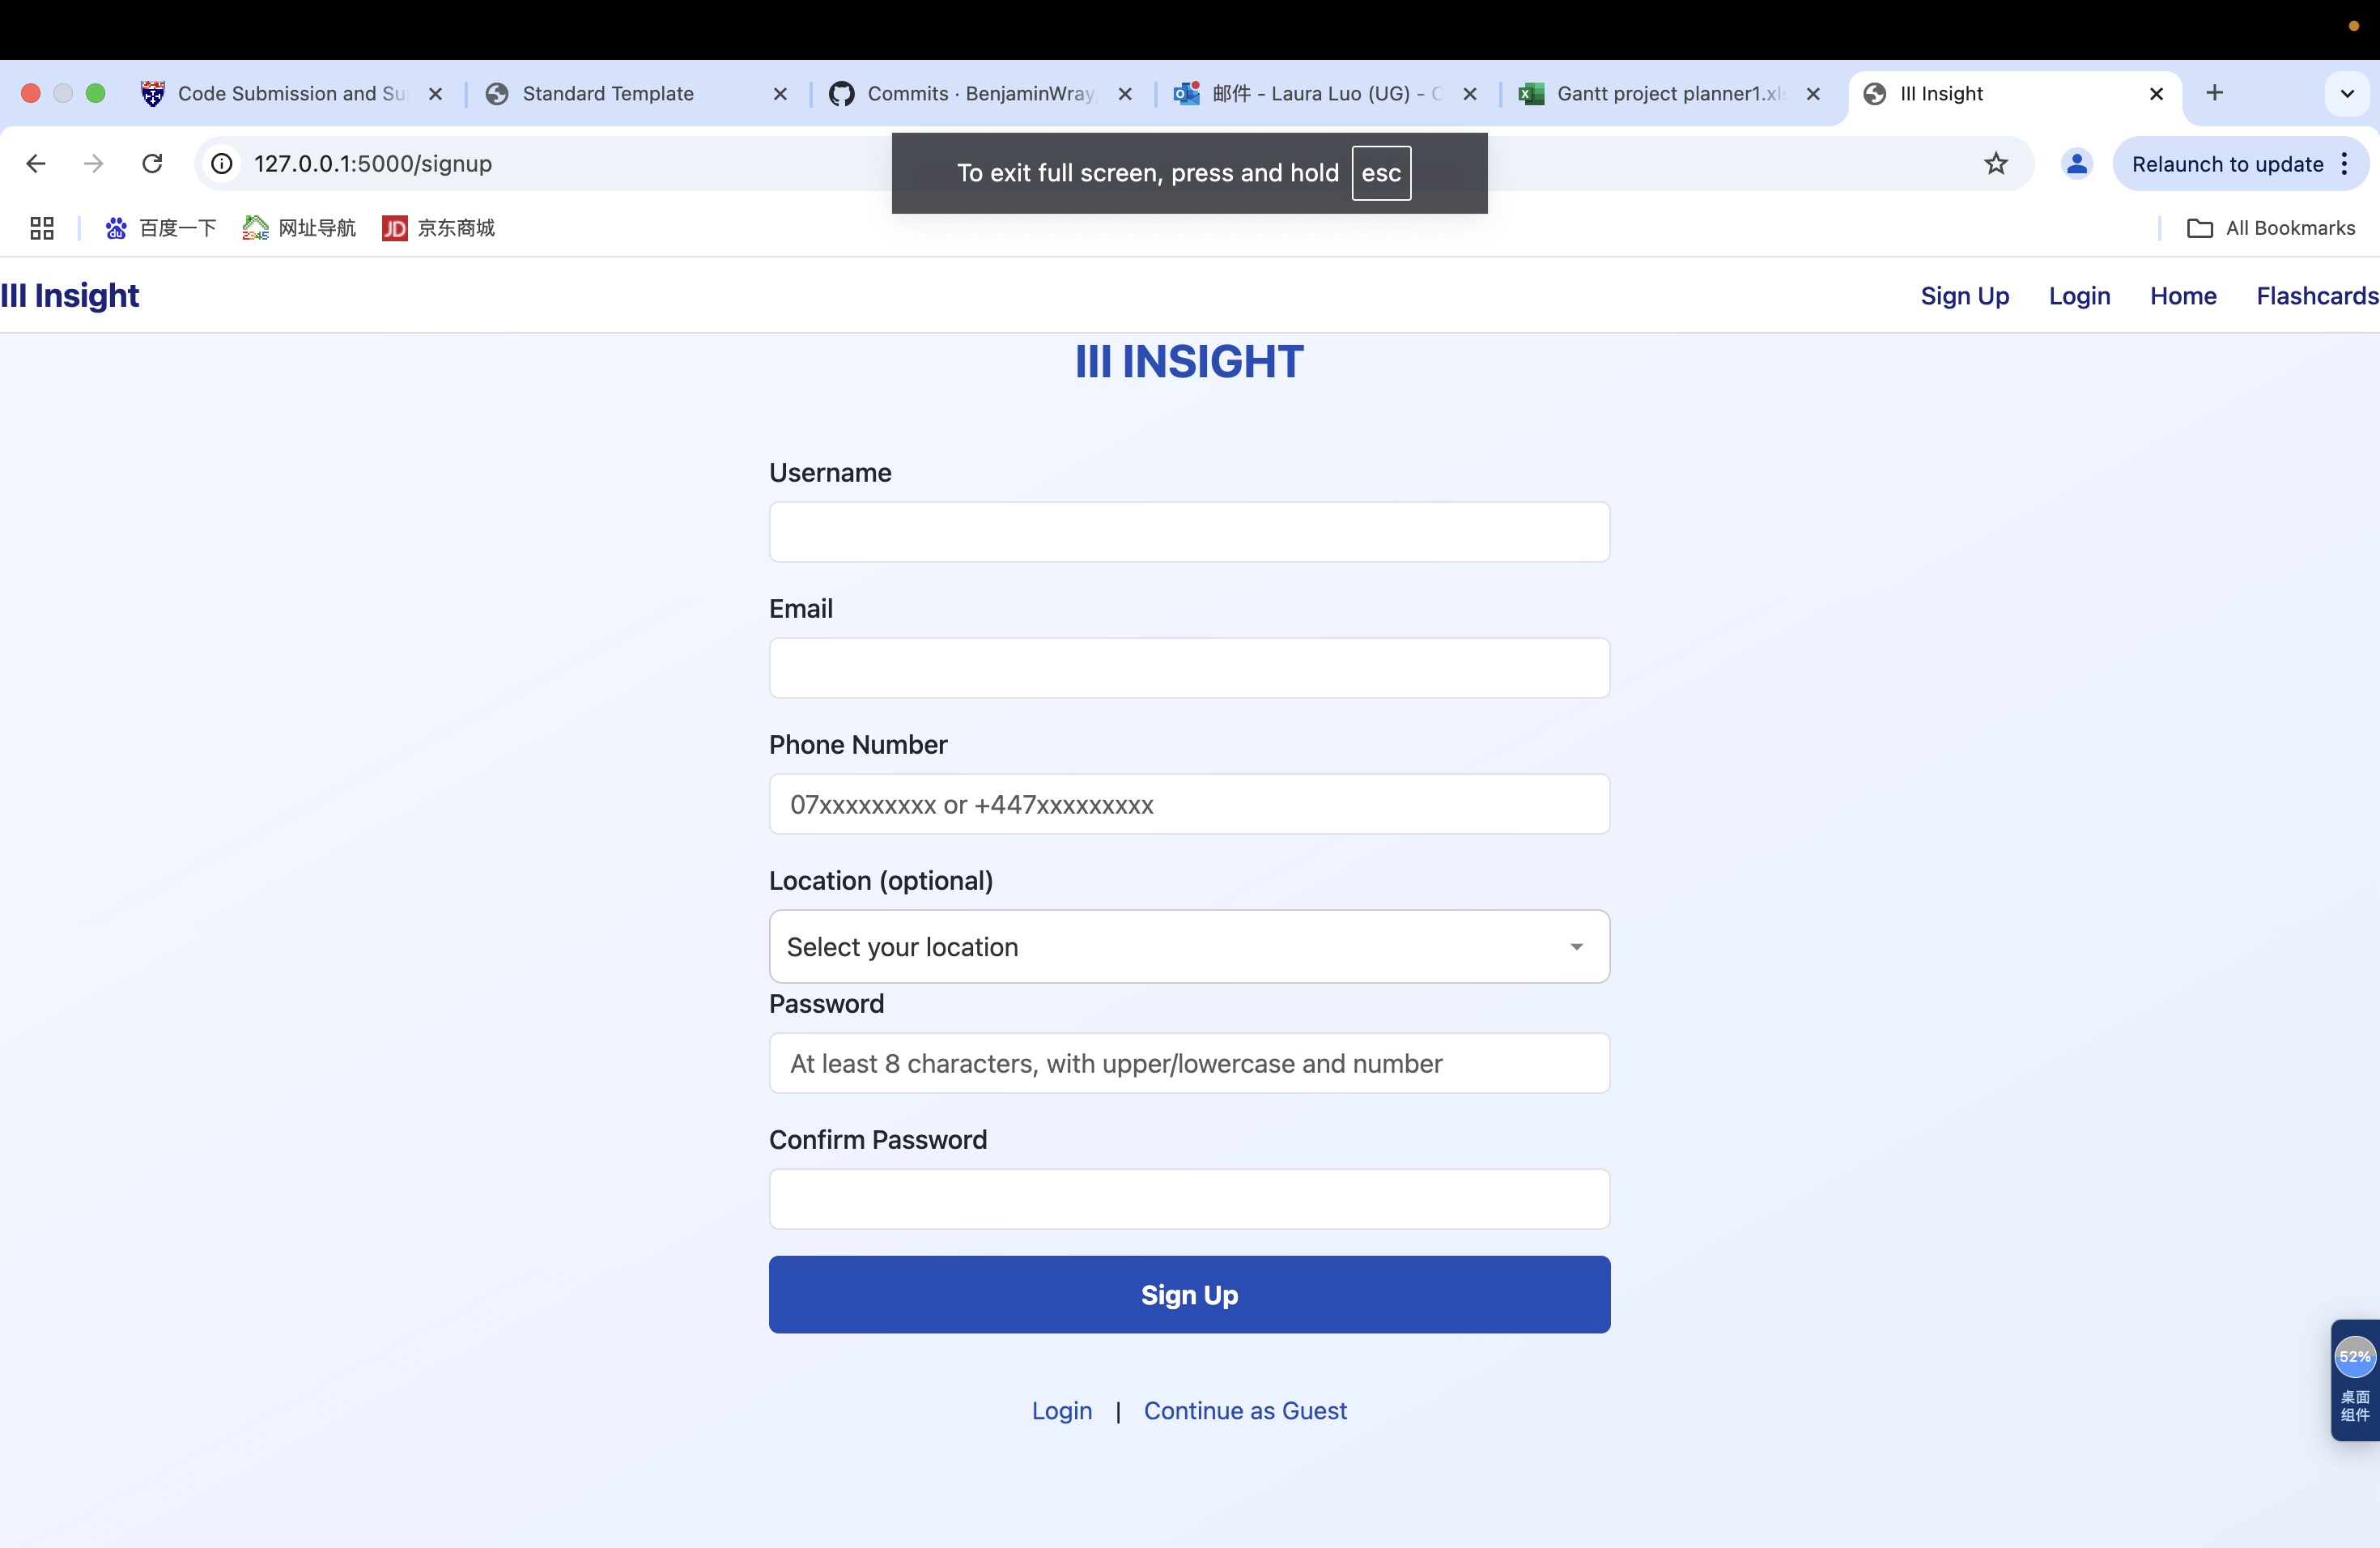 Code Submission and Su
Standard Template
Commits · BenjaminWray/
邮件 - Laura Luo (UG) - O
Gantt project planner1.xls
III Insight
127.0.0.1:5000/signup
To exit full screen, press and hold esc
Relaunch to update
百度一下
网址导航
京东商城
All Bookmarks
III Insight
Sign Up
Login
Home
Flashcards
III INSIGHT
Username
Email
Phone Number
07xxxxxxxxx or +447xxxxxxxxx
Location (optional)
Select your location
Password
At least 8 characters, with upper/lowercase and number
Confirm Password
Sign Up
Login | Continue as Guest
52%
桌面
组件